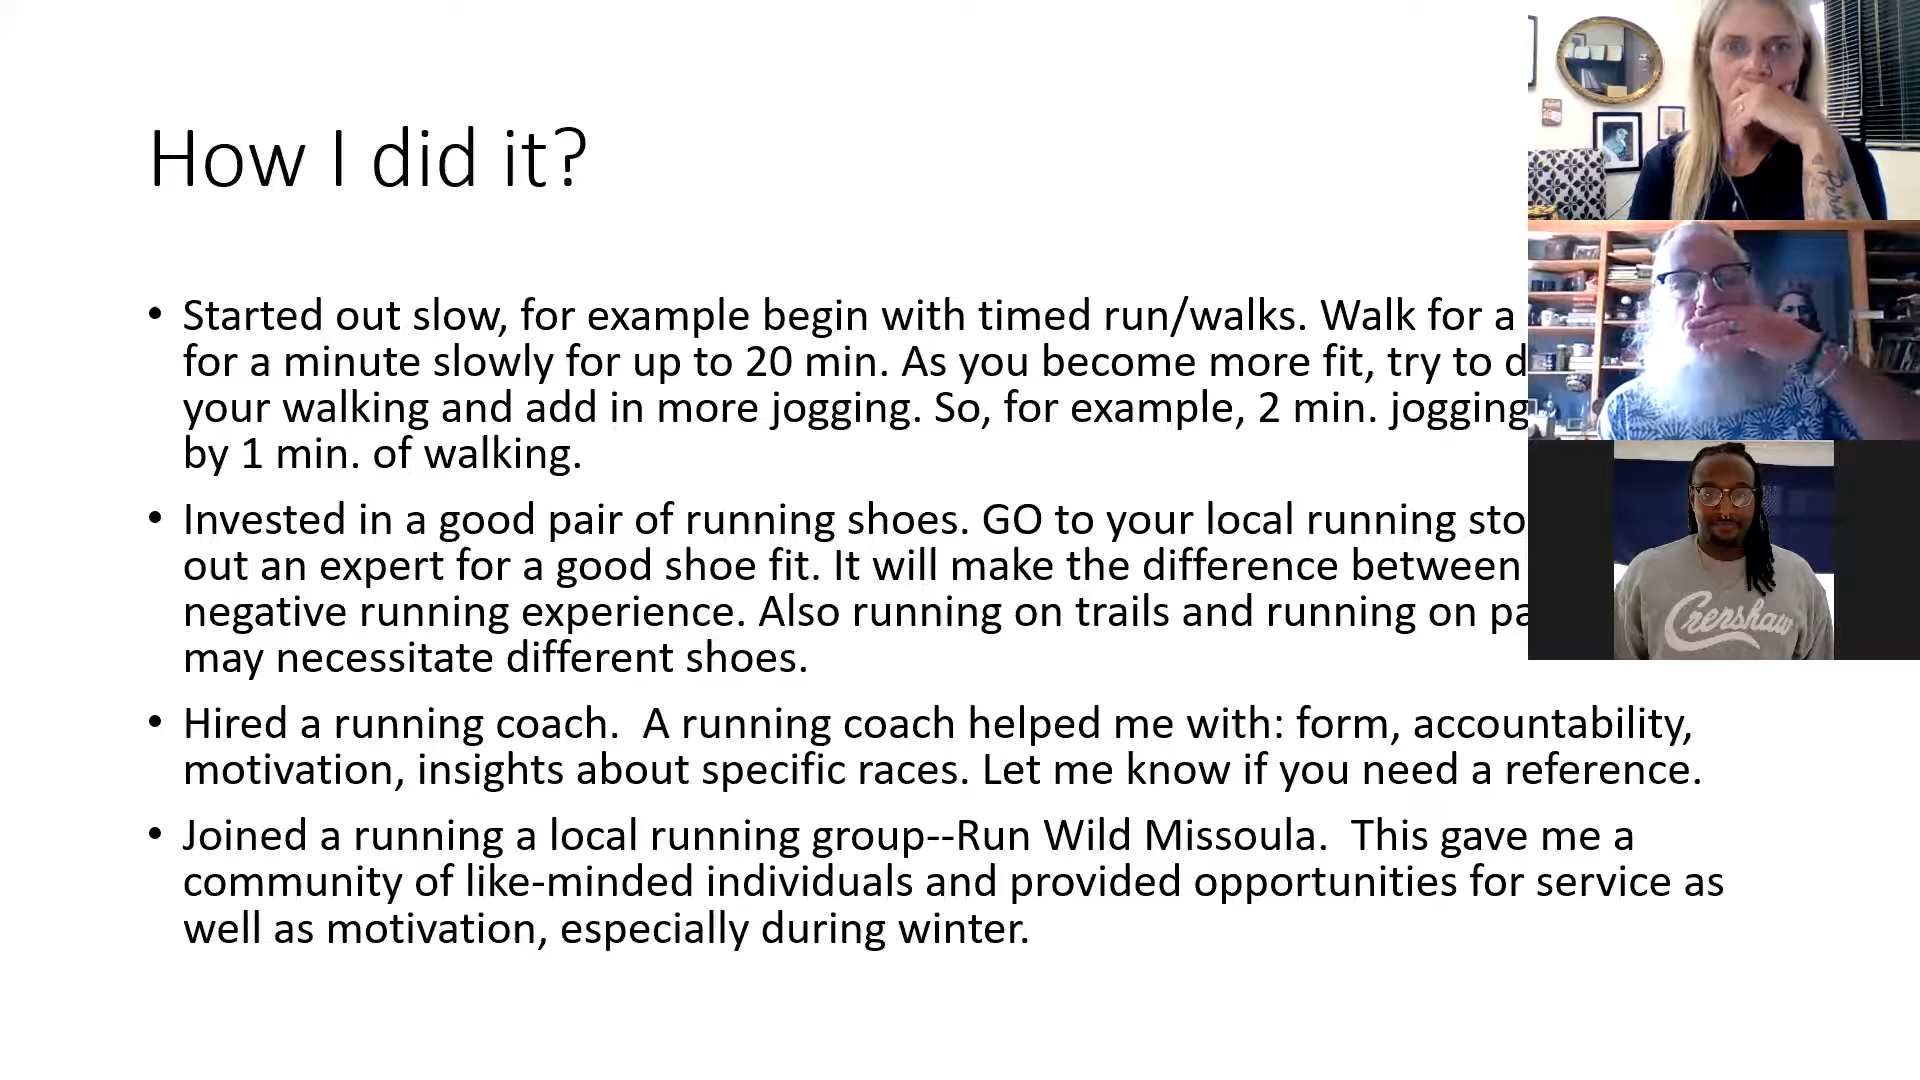 How I did it?
• Started out slow, for example begin with timed run/walks. Walk for a
for a minute slowly for up to 20 min. As you become more fit, try to d
your walking and add in more jogging. So, for example, 2 min. jogging
by 1 min. of walking.
• Invested in a good pair of running shoes. GO to your local running sto
out an expert for a good shoe fit. It will make the difference between
negative running experience. Also running on trails and running on pa
may necessitate different shoes.
• Hired a running coach.  A running coach helped me with: form, accountability,
motivation, insights about specific races. Let me know if you need a reference.
• Joined a running a local running group--Run Wild Missoula.  This gave me a
community of like-minded individuals and provided opportunities for service as
well as motivation, especially during winter.
Crenshaw